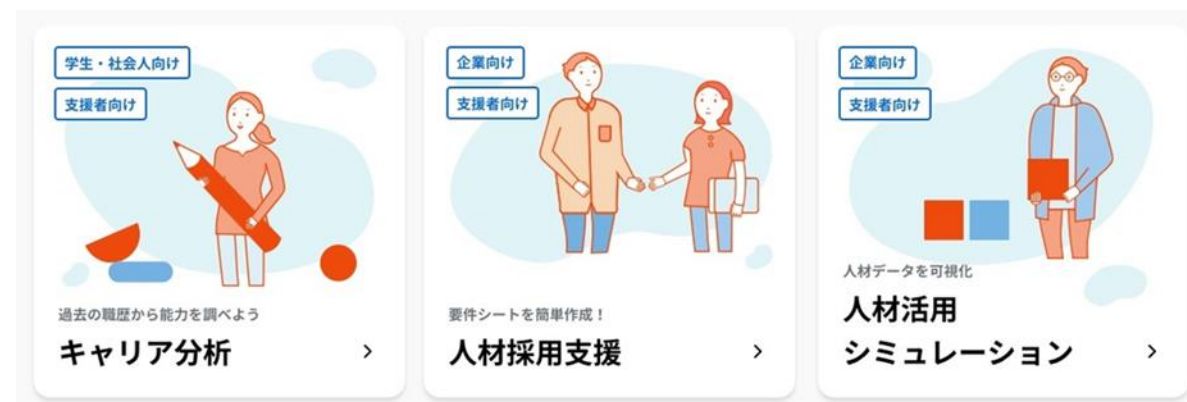 学生・社会人向け
支援者向け
過去の職歴から能力を調べよう
キャリア分析
企業向け
支援者向け
要件シートを簡単作成！
人材採用支援
企業向け
支援者向け
人材データを可視化
人材活用
シミュレーション